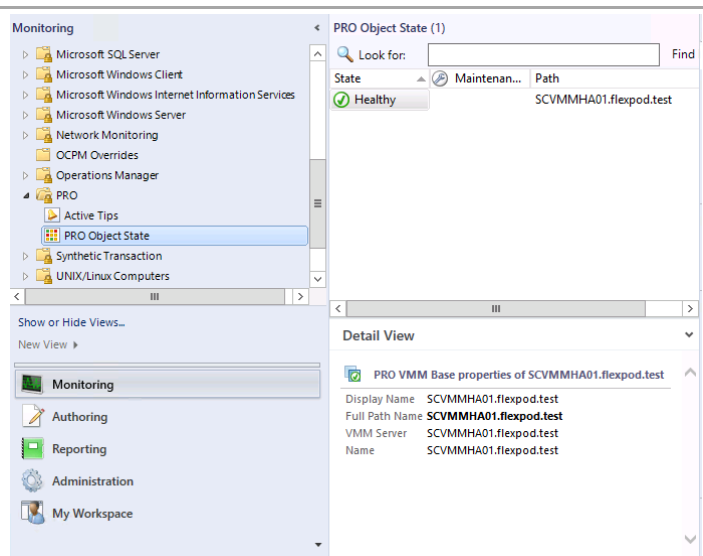 Monitoring
Microsoft SQL Server
Microsoft Windows Client
Microsoft Windows Internet Information Services
Microsoft Windows Server
Network Monitoring
OCPM Overrides
Operations Manager
PRO
Active Tips
PRO Object State
Synthetic Transaction
UNIX/Linux Computers
Show or Hide Views...
New View
Monitoring
Authoring
Reporting
Administration
My Workspace
PRO Object State (1)
Look for: Find
State Maintenan... Path
Healthy SCVMMHA01.flexpod.test
Detail View
PRO VMM Base properties of SCVMMHA01.flexpod.test
Display Name SCVMMHA01.flexpod.test
Full Path Name SCVMMHA01.flexpod.test
VMM Server SCVMMHA01.flexpod.test
Name SCVMMHA01.flexpod.test